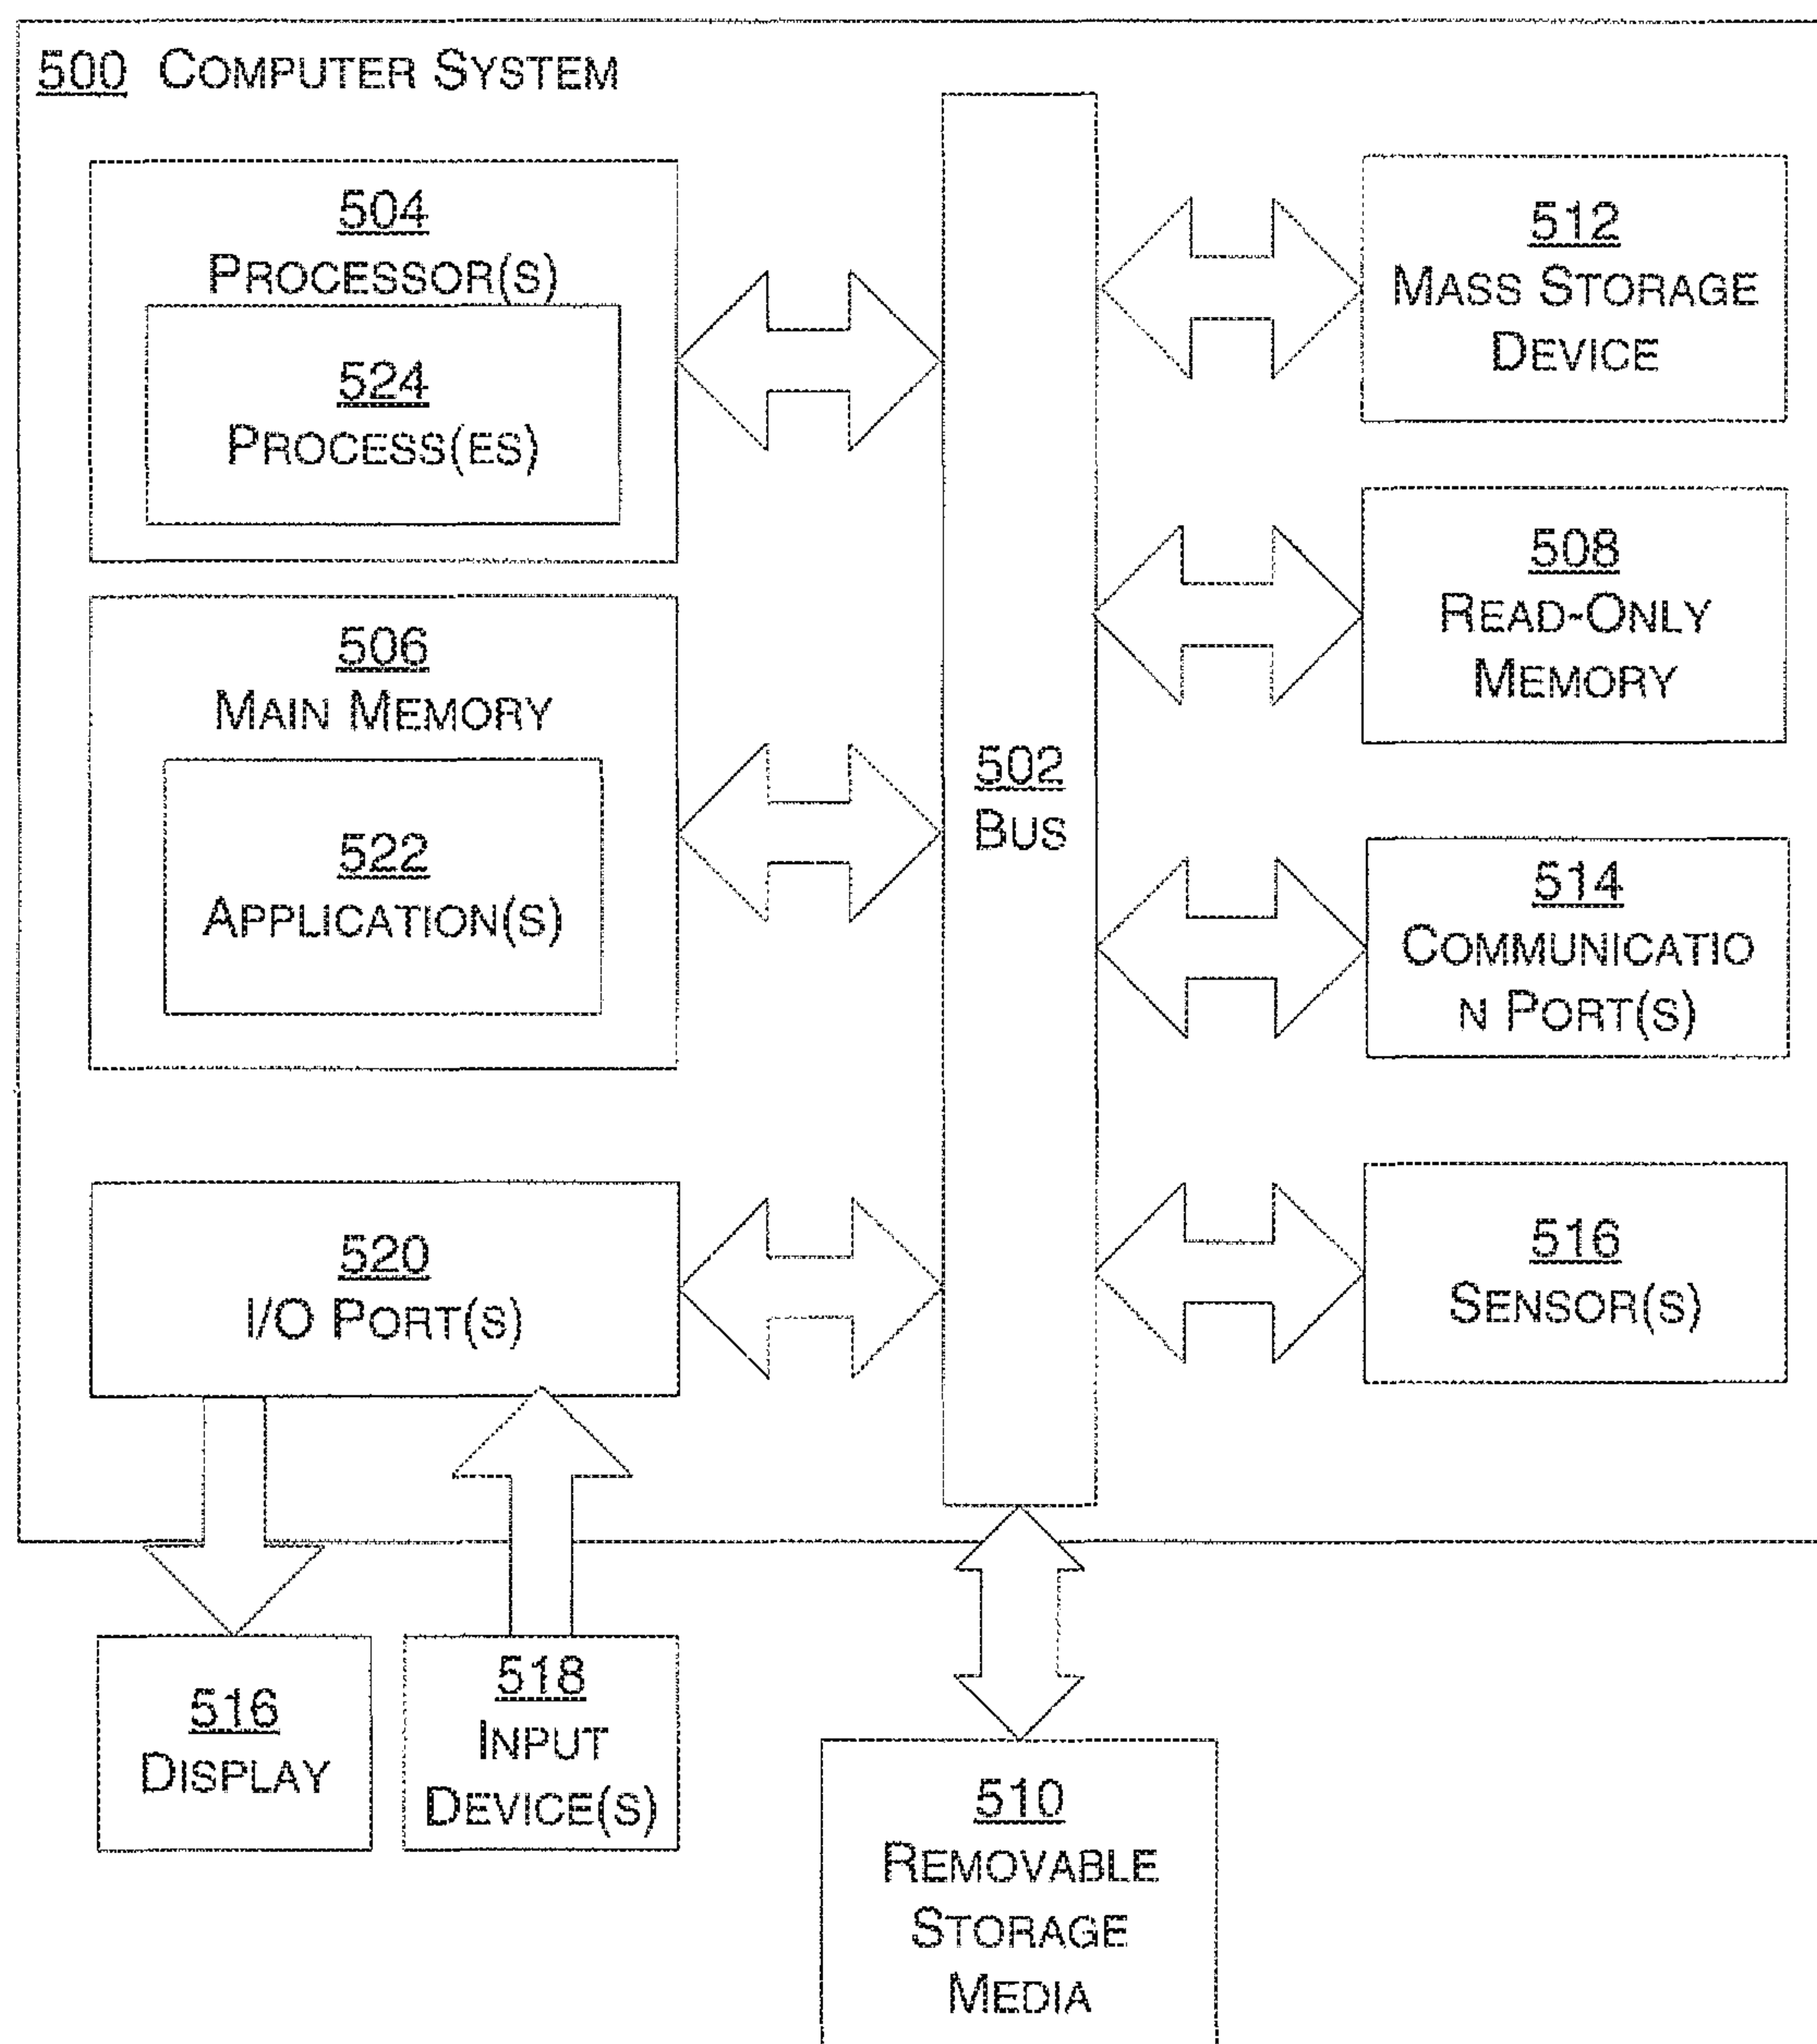 500 COMPUTER SYSTEM
504
PROCESSOR(S)
524
PROCESS(ES)
506
MAIN MEMORY
522
APPLICATION(S)
520
I/O PORT(S)
502
BUS
512
MASS STORAGE
DEVICE
508
READ-ONLY
MEMORY
514
COMMUNICATIO
N PORT(S)
516
SENSOR(S)
516
DISPLAY
518
INPUT
DEVICE(S)
510
REMOVABLE
STORAGE
MEDIA